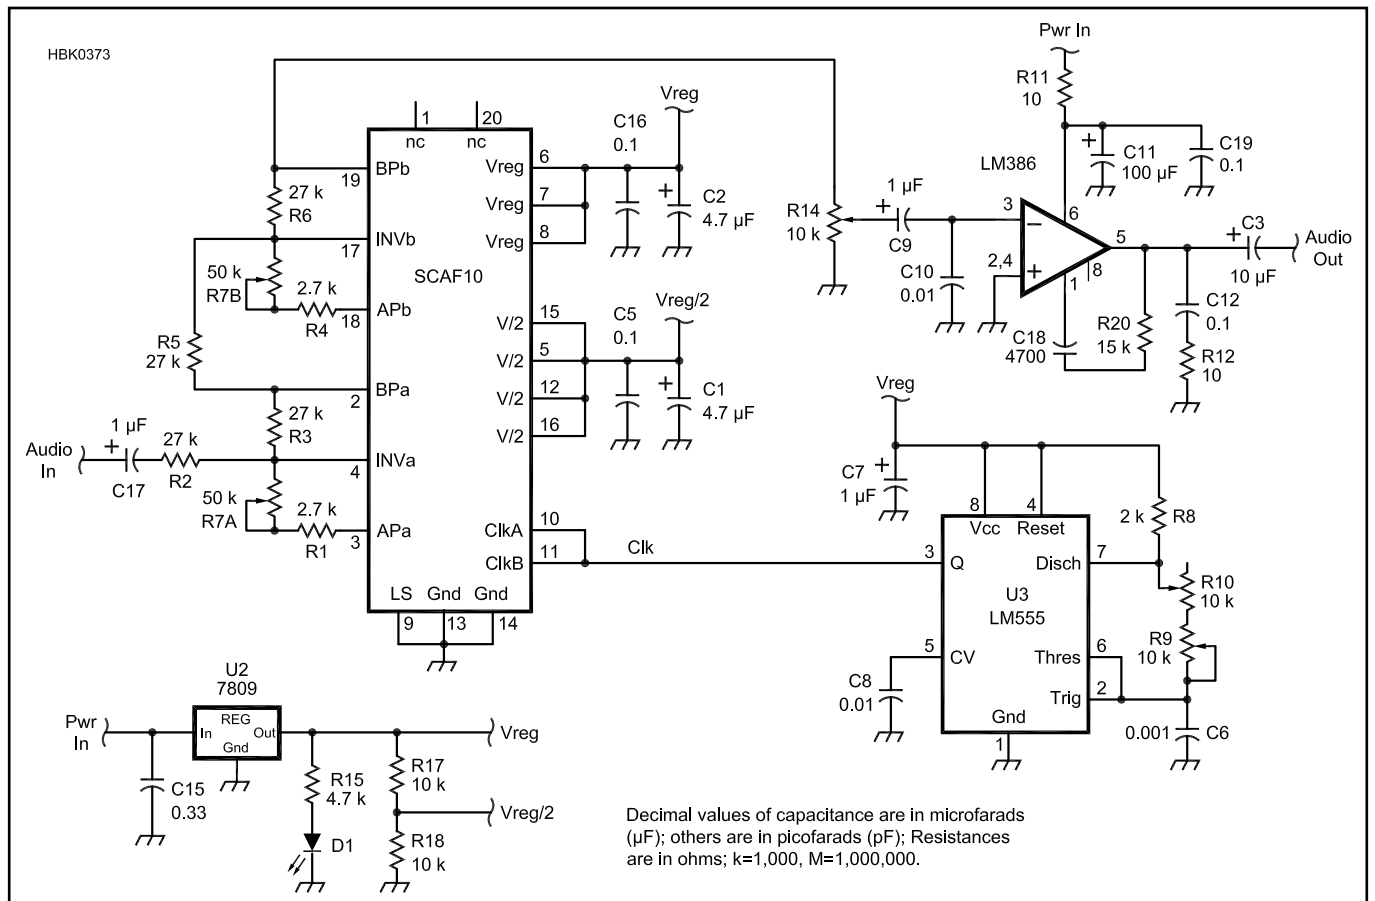 HBK0373
Pwr In
R11
10
C11
100 µF
C19
0.1
LM386
1 µF
C9
C10
0.01
3
2,4
6
5
1
8
R14
10 k
C3
10 µF
Audio
Out
C12
0.1
R12
10
R20
15 k
C18
4700
1
nc
20
nc
SCAF10
BPb
19
INVb
17
APb
18
BPa
2
INVa
4
APa
3
27 k
R6
50 k
R7B
2.7 k
R4
R5
27 k
27 k
R3
Audio
In
1 µF
C17
27 k
R2
50 k
R7A
2.7 k
R1
Vreg
6
Vreg
7
Vreg
8
C16
0.1
Vreg
C2
4.7 µF
V/2
15
V/2
5
V/2
12
V/2
16
C5
0.1
Vreg/2
C1
4.7 µF
ClkA
10
ClkB
11
Clk
LS
Gnd
Gnd
9
13
14
Vreg
C7
1 µF
8
Vcc
4
Reset
2 k
R8
3
Q
Disch
7
U3
LM555
R10
10 k
R9
10 k
5
CV
Thres
6
Trig
2
Gnd
1
C8
0.01
0.001
C6
U2
7809
REG
In
Out
Gnd
Pwr
In
C15
0.33
R15
4.7 k
D1
R17
10 k
R18
10 k
Vreg
Vreg/2
Decimal values of capacitance are in microfarads
(µF); others are in picofarads (pF); Resistances
are in ohms; k=1,000, M=1,000,000.